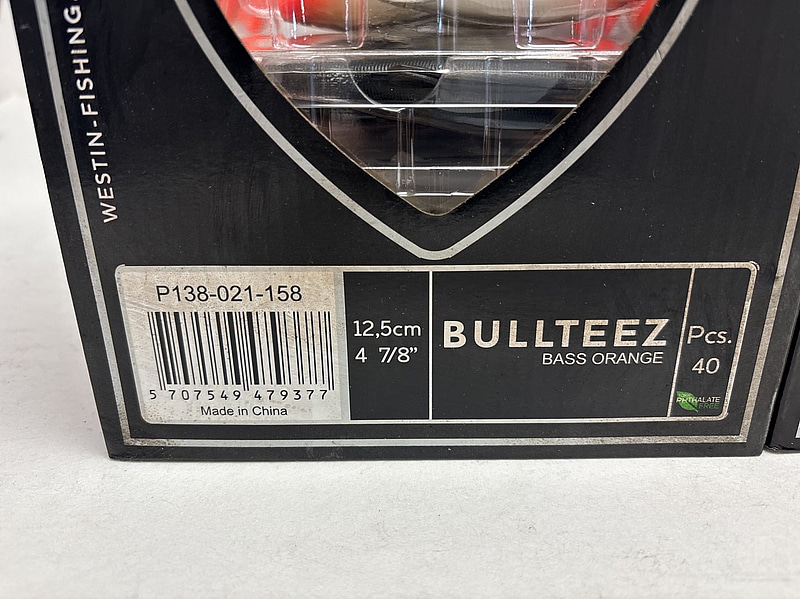 WESTIN-FISHING.
P138-021-158
5 707549 479377
Made in China
12,5cm
4 7/8”
BULLTEEZ
BASS ORANGE
Pcs.
40
PHTHALATE
FREE